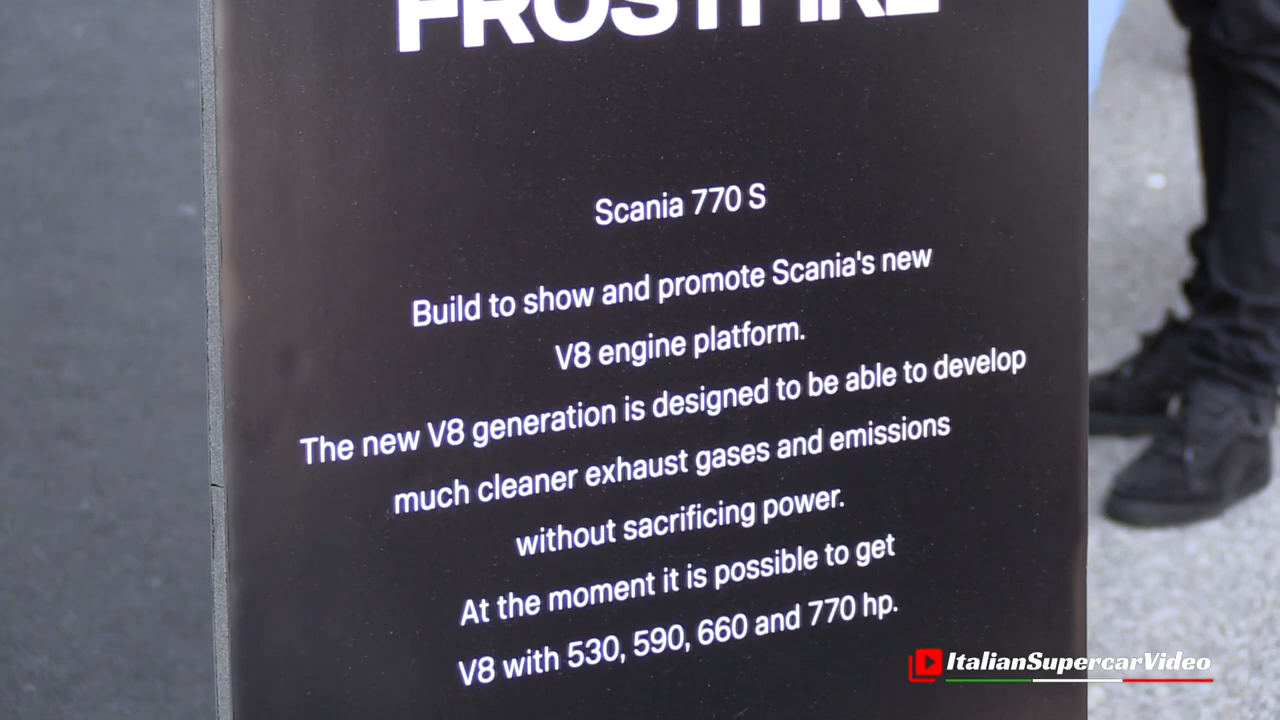 FROSTFIRE
Scania 770 S
Build to show and promote Scania's new
V8 engine platform.
The new V8 generation is designed to be able to develop
much cleaner exhaust gases and emissions
without sacrificing power.
At the moment it is possible to get
V8 with 530, 590, 660 and 770 hp.
ItalianSupercarVideo